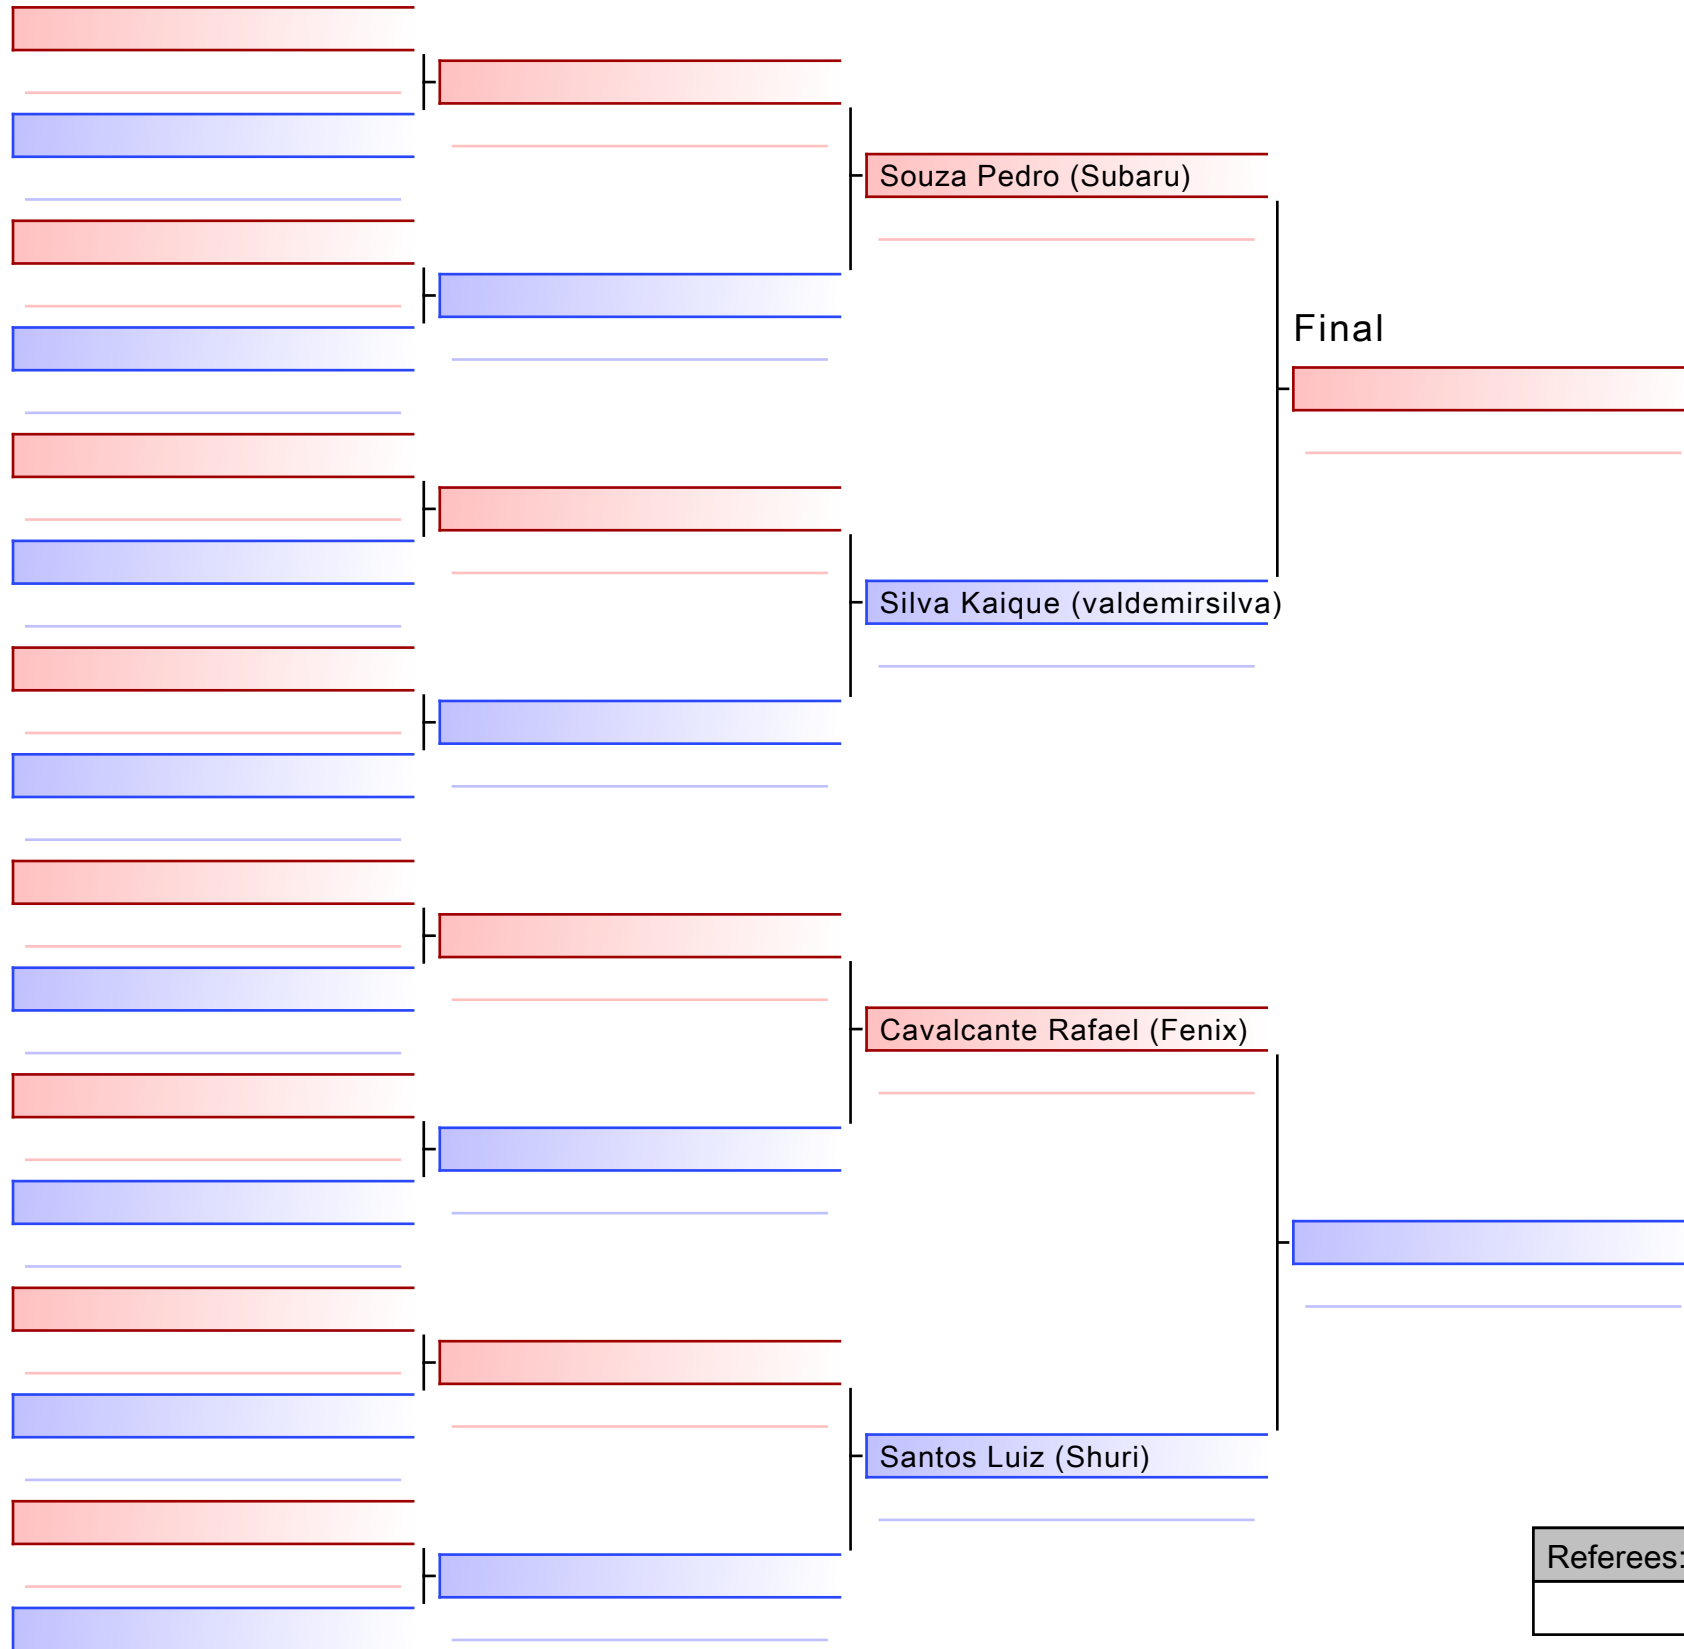 Souza Pedro (Subaru)
Final
Silva Kaique (valdemirsilva)
Cavalcante Rafael (Fenix)
Santos Luiz (Shuri)
Referees: